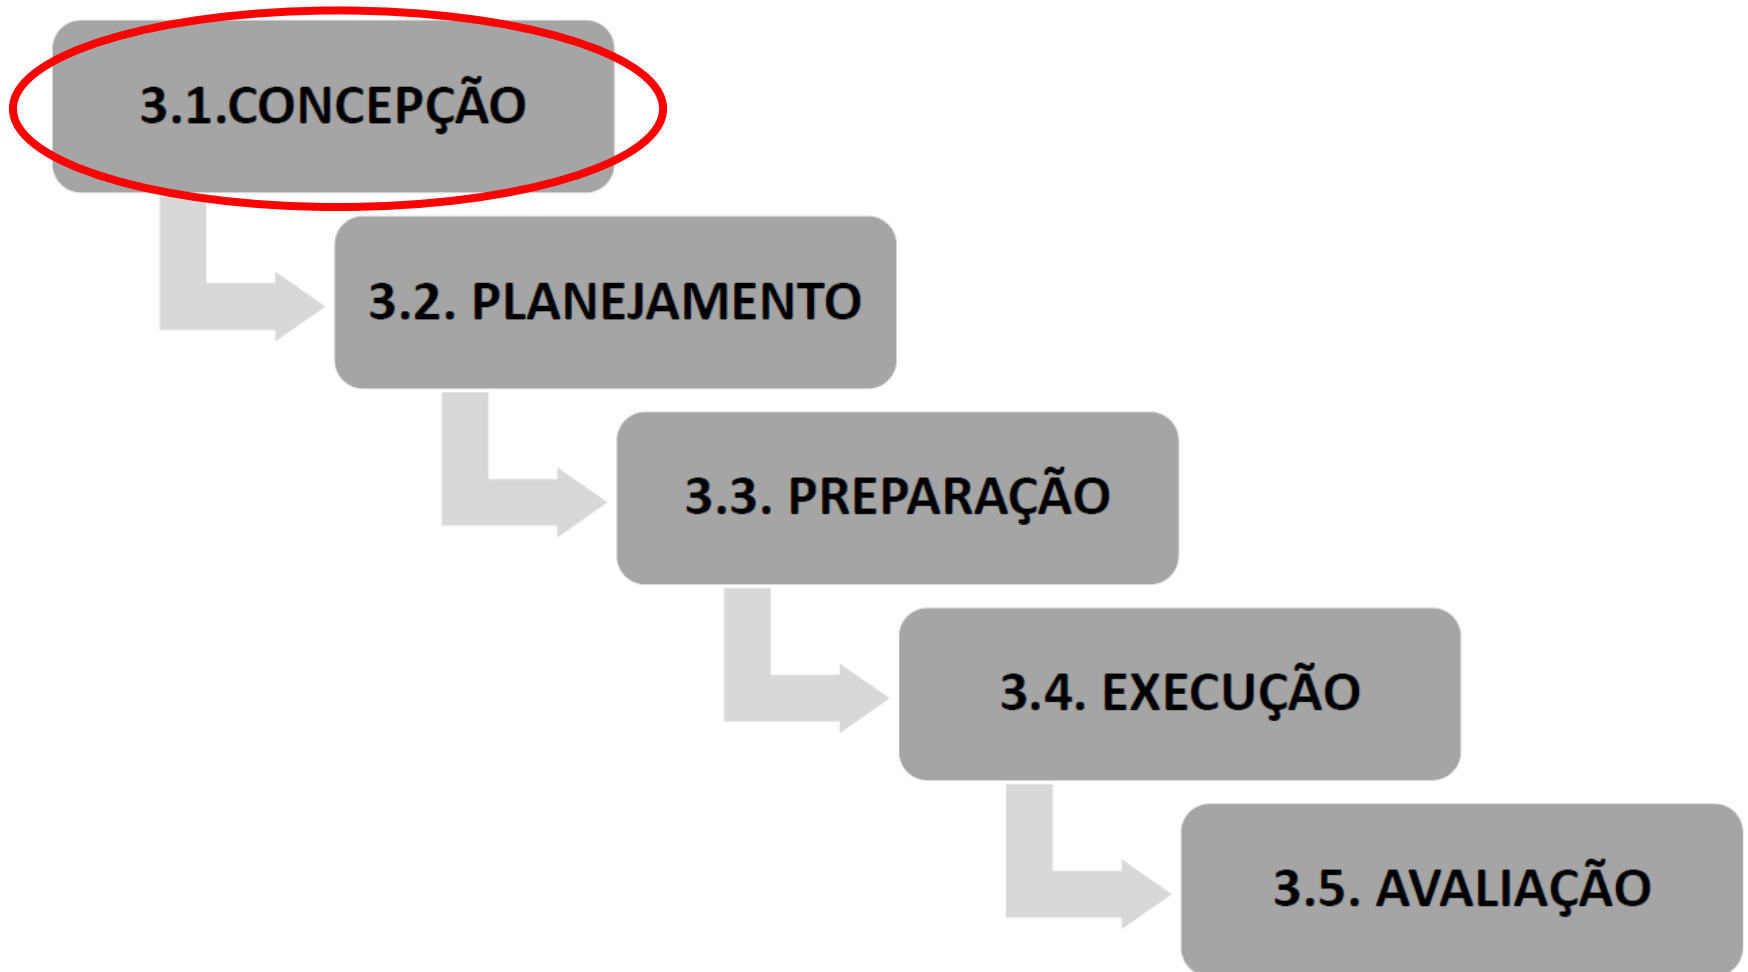 3.1.CONCEPÇÃO
3.2. PLANEJAMENTO
3.3. PREPARAÇÃO
3.4. EXECUÇÃO
3.5. AVALIAÇÃO